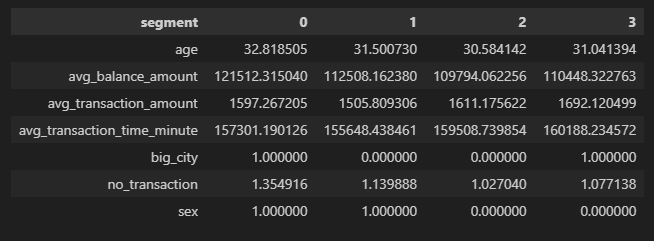 segment 0 1 2 3
age 32.818505 31.500730 30.584142 31.041394
avg_balance_amount 121512.315040 112508.162380 109794.062256 110448.322763
avg_transaction_amount 1597.267205 1505.809306 1611.175622 1692.120499
avg_transaction_time_minute 157301.190126 155648.438461 159508.739854 160188.234572
big_city 1.000000 0.000000 0.000000 1.000000
no_transaction 1.354916 1.139888 1.027040 1.077138
sex 1.000000 1.000000 0.000000 0.000000